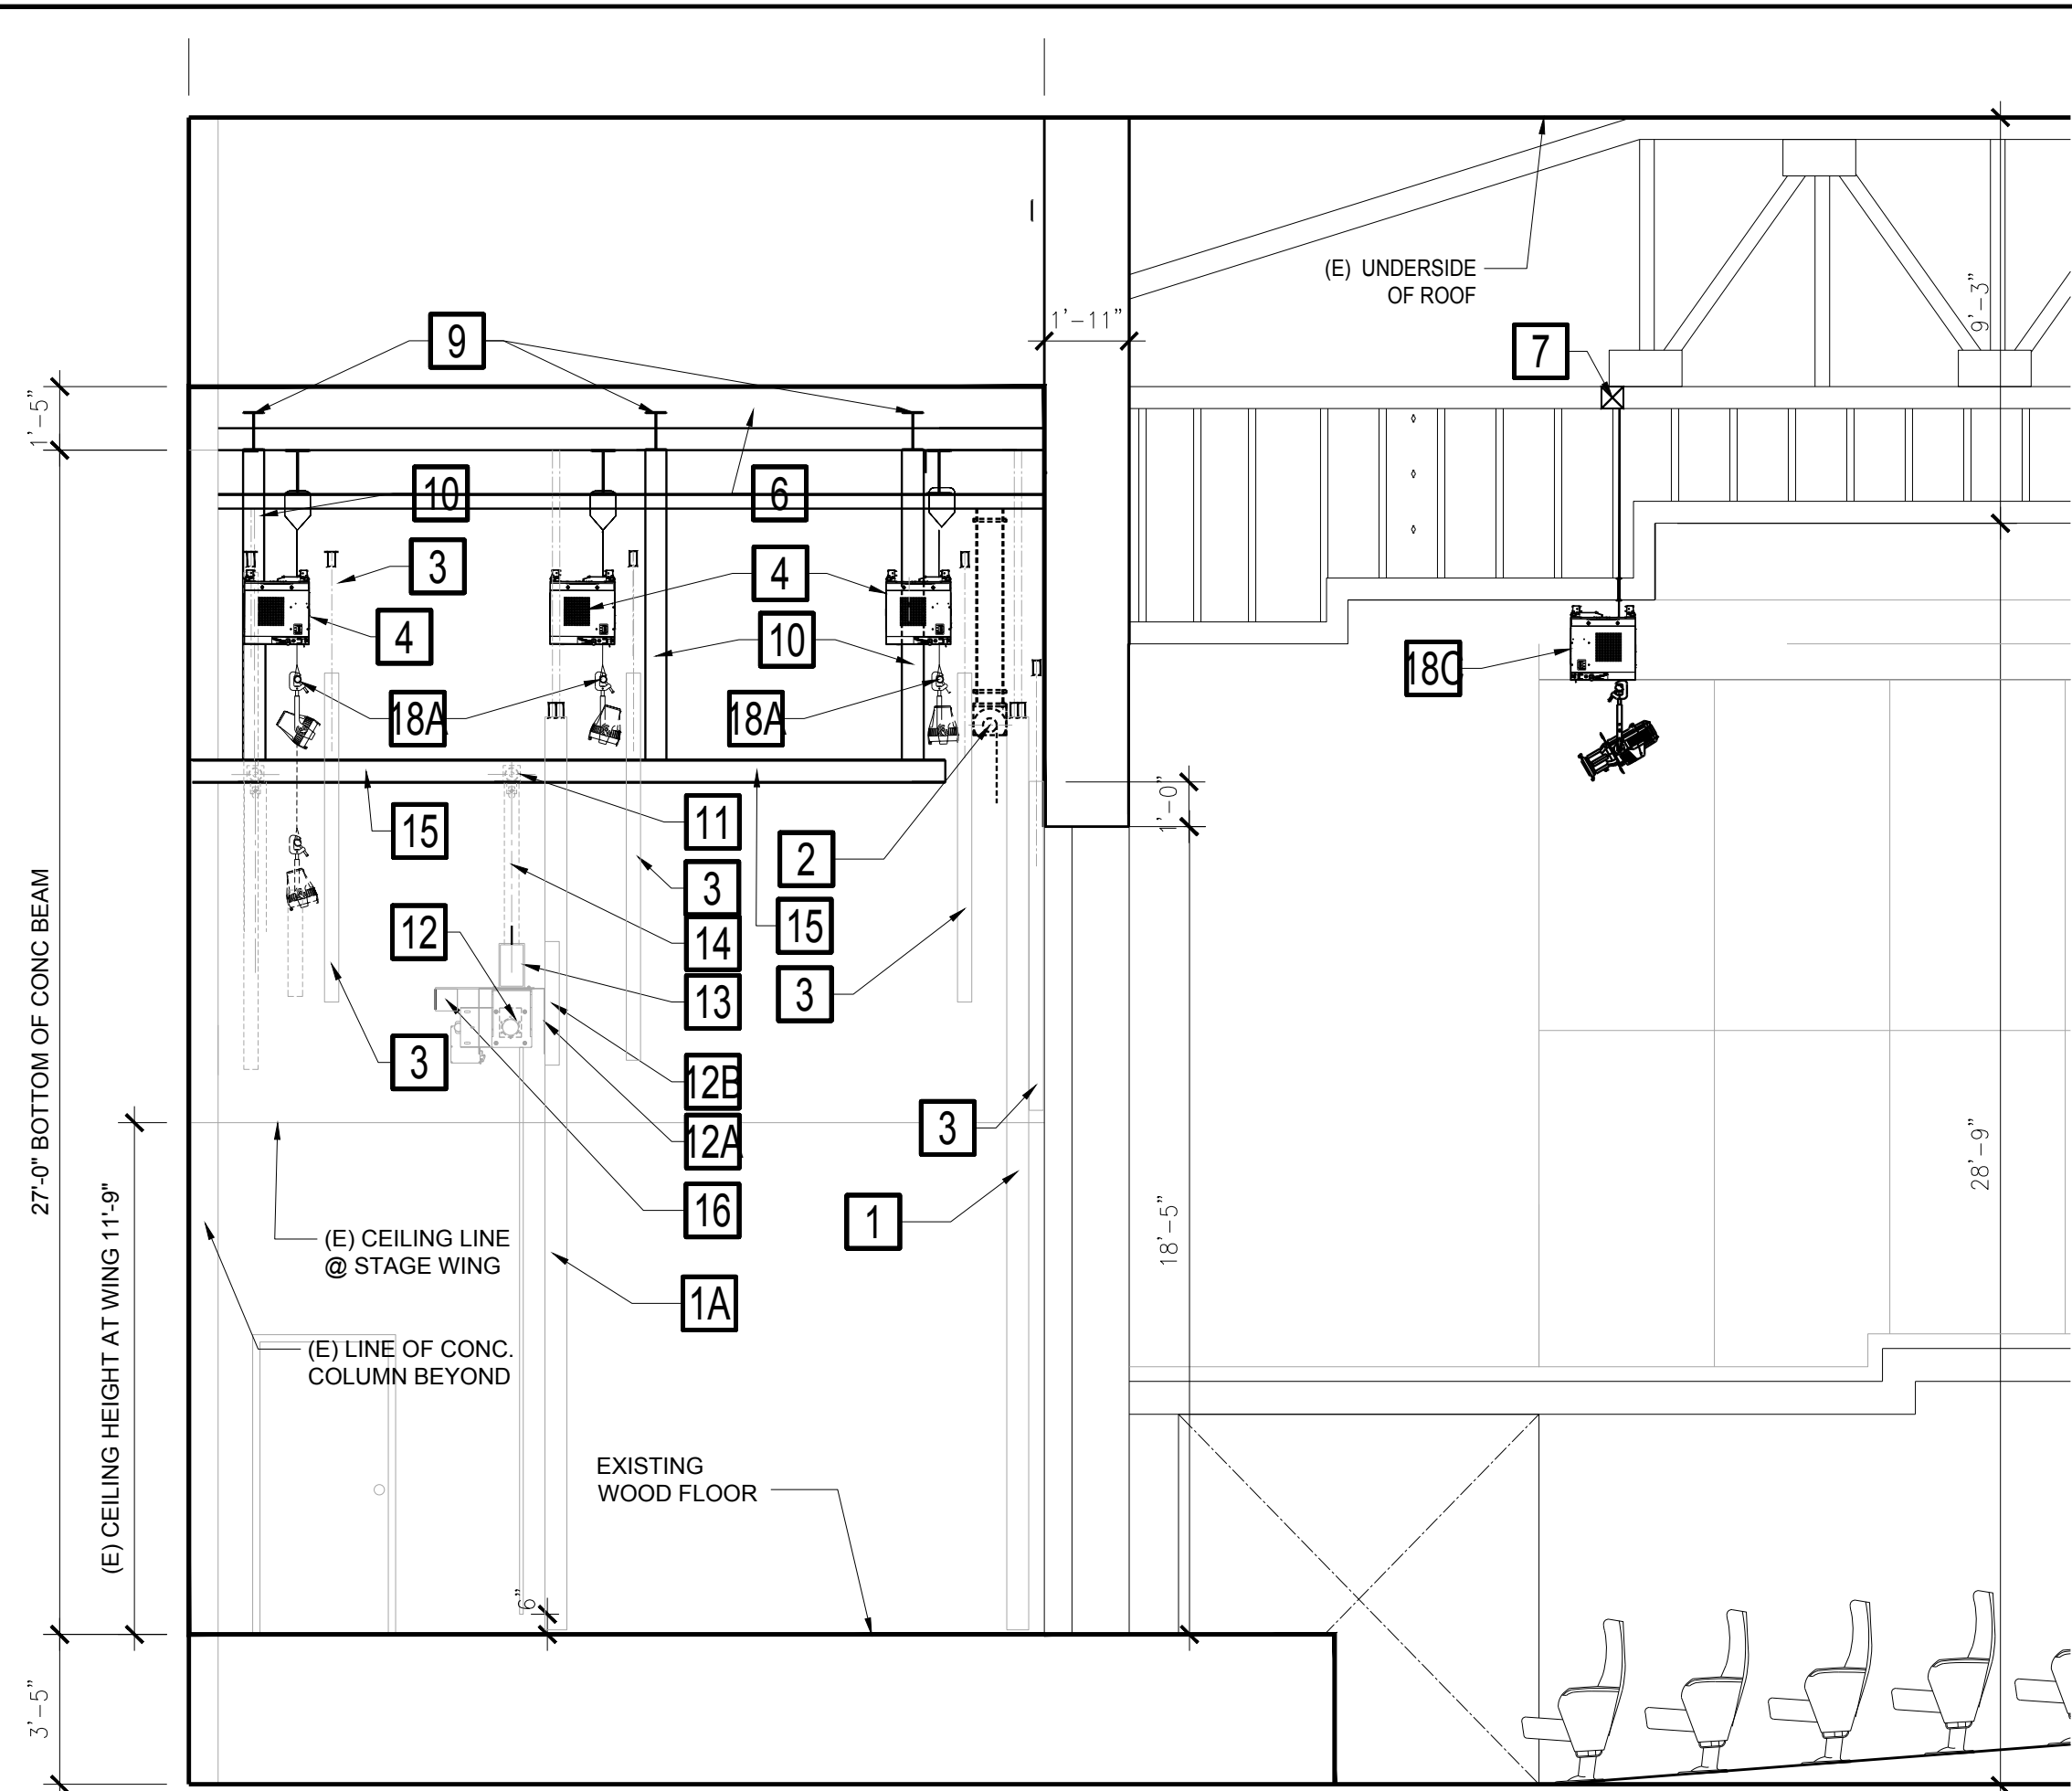 (E) UNDERSIDE
OF ROOF
9'-3"
1'-11"
9
7
1'-5"
10
6
3
4
4
10
18C
18A
18A
15
11
1'-0"
2
3
12
14
15
13
3
3
12B
12A
3
27'-0" BOTTOM OF CONC BEAM
28'-9"
16
1
18'-5"
(E) CEILING HEIGHT AT WING 11'-9"
(E) CEILING LINE
@ STAGE WING
1A
(E) LINE OF CONC.
COLUMN BEYOND
EXISTING
WOOD FLOOR
6"
3'-5"